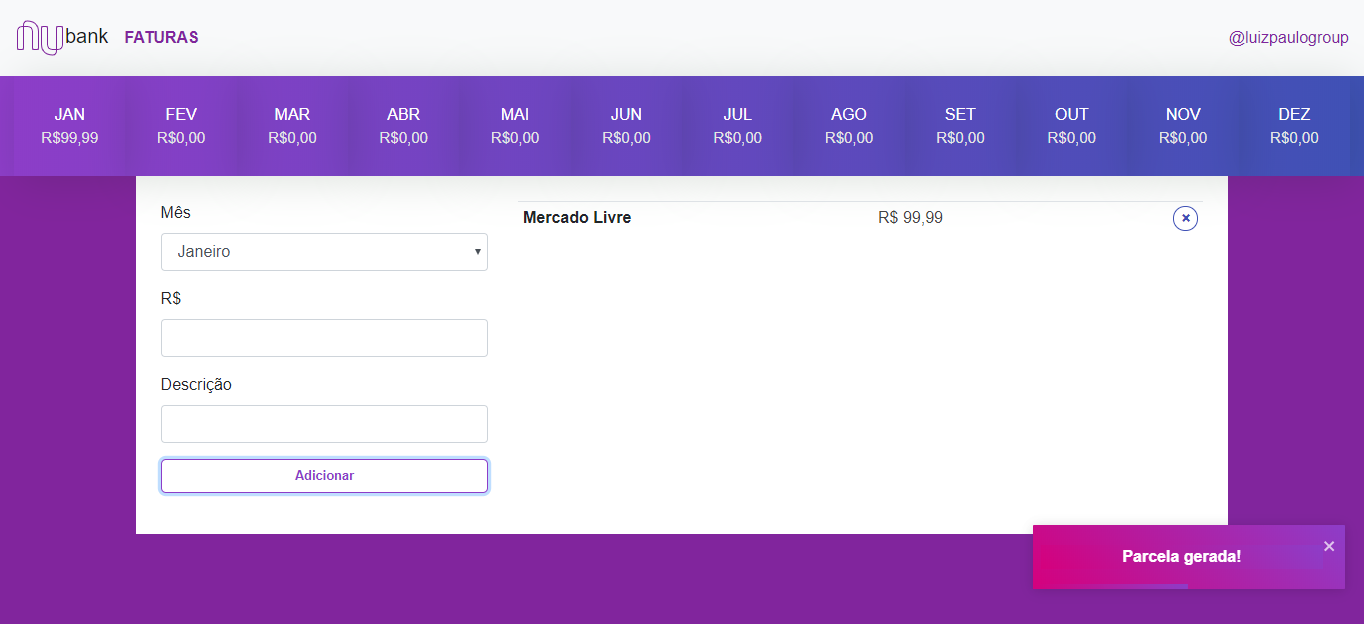 nubank FATURAS @luizpaulogroup
JAN FEV MAR ABR MAI JUN JUL AGO SET OUT NOV DEZ
R$99,99 R$0,00 R$0,00 R$0,00 R$0,00 R$0,00 R$0,00 R$0,00 R$0,00 R$0,00 R$0,00 R$0,00
Mês
Janeiro
R$
Descrição
Adicionar
Mercado Livre R$ 99,99
Parcela gerada!